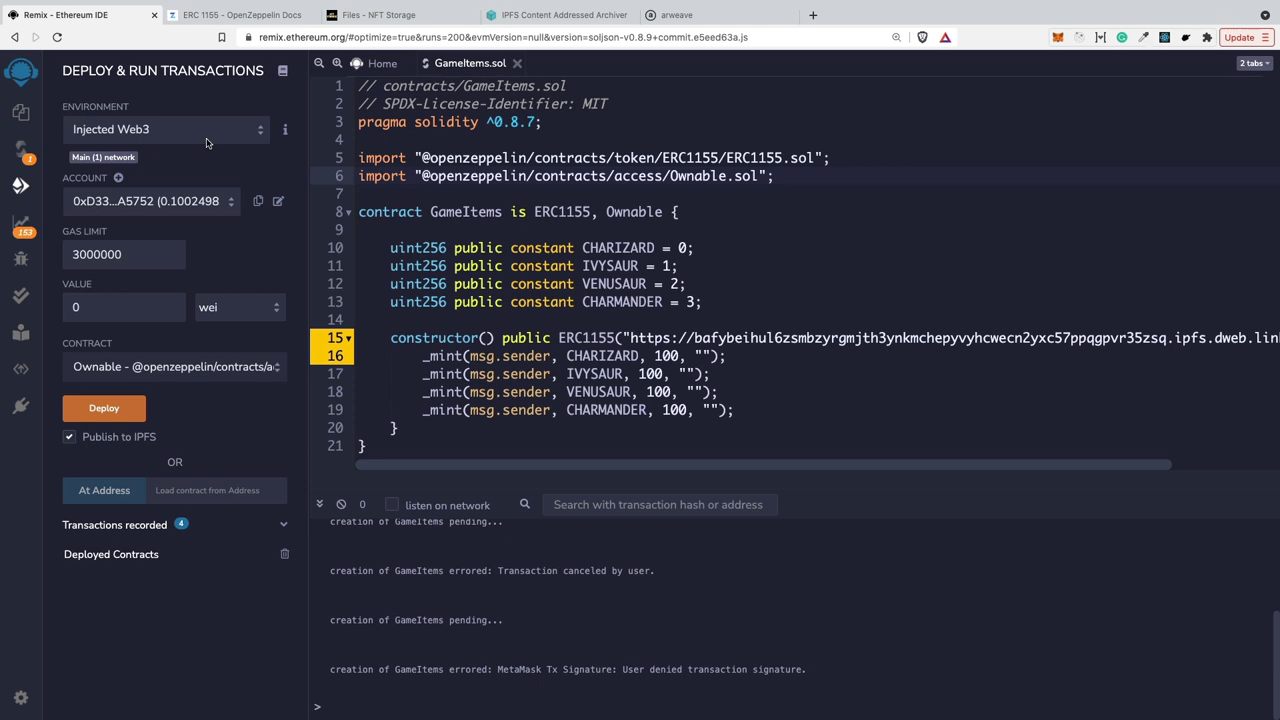 Remix - Ethereum IDE
ERC 1155 - OpenZeppelin Docs
Files - NFT Storage
IPFS Content Addressed Archiver
arweave
remix.ethereum.org/#optimize=true&runs=200&evmVersion=null&version=soljson-v0.8.9+commit.e5eed63a.js
Update
DEPLOY & RUN TRANSACTIONS
Home
GameItems.sol
2 tabs
ENVIRONMENT
Injected Web3
Main (1) network
ACCOUNT
0xD33...A5752 (0.1002498
GAS LIMIT
3000000
VALUE
0
wei
CONTRACT
Ownable - @openzeppelin/contracts/a
Deploy
Publish to IPFS
OR
At Address
Load contract from Address
Transactions recorded
4
Deployed Contracts
1
153
1 // contracts/GameItems.sol
2 // SPDX-License-Identifier: MIT
3 pragma solidity ^0.8.7;
4
5 import "@openzeppelin/contracts/token/ERC1155/ERC1155.sol";
6 import "@openzeppelin/contracts/access/Ownable.sol";
7
8 contract GameItems is ERC1155, Ownable {
9
10 uint256 public constant CHARIZARD = 0;
11 uint256 public constant IVYSAUR = 1;
12 uint256 public constant VENUSAUR = 2;
13 uint256 public constant CHARMANDER = 3;
14
15 constructor() public ERC1155("https://bafybeihul6zsmbzyrgmjth3ynkmchepyvyhcwecn2yxc57ppqgpvr35zsq.ipfs.dweb.lin
16 _mint(msg.sender, CHARIZARD, 100, "");
17 _mint(msg.sender, IVYSAUR, 100, "");
18 _mint(msg.sender, VENUSAUR, 100, "");
19 _mint(msg.sender, CHARMANDER, 100, "");
20 }
21 }
0
listen on network
Search with transaction hash or address
creation of GameItems pending...
creation of GameItems errored: Transaction canceled by user.
creation of GameItems pending...
creation of GameItems errored: MetaMask Tx Signature: User denied transaction signature.
>